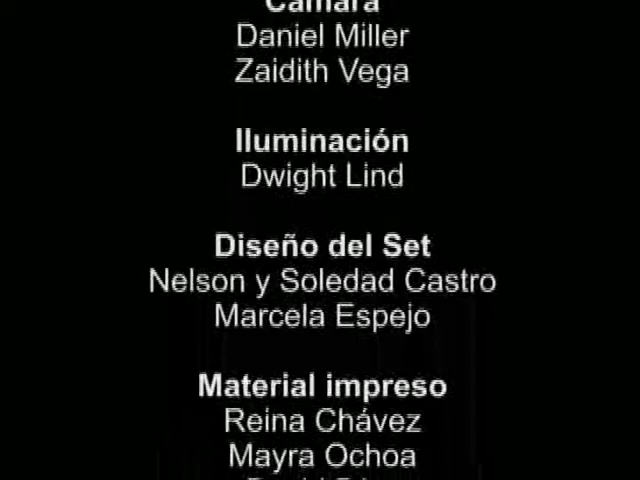 Cámara
Daniel Miller
Zaidith Vega
Iluminación
Dwight Lind
Diseño del Set
Nelson y Soledad Castro
Marcela Espejo
Material impreso
Reina Chávez
Mayra Ochoa